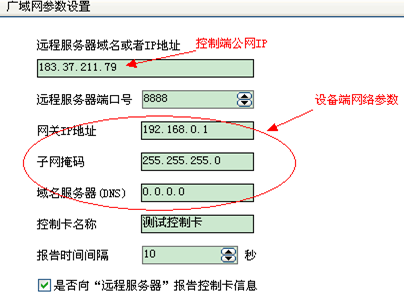 广域网参数设置
远程服务器域名或者IP地址 控制端公网IP
183.37.211.79
远程服务器端口号 8888
设备端网络参数
网关IP地址 192.168.0.1
子网掩码 255.255.255.0
域名服务器(DNS) 0.0.0.0
控制卡名称 测试控制卡
报告时间间隔 10 秒
是否向“远程服务器”报告控制卡信息